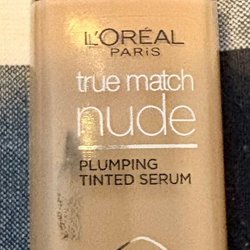 L'ORÉAL
PARIS
true match
nude
PLUMPING
TINTED SERUM